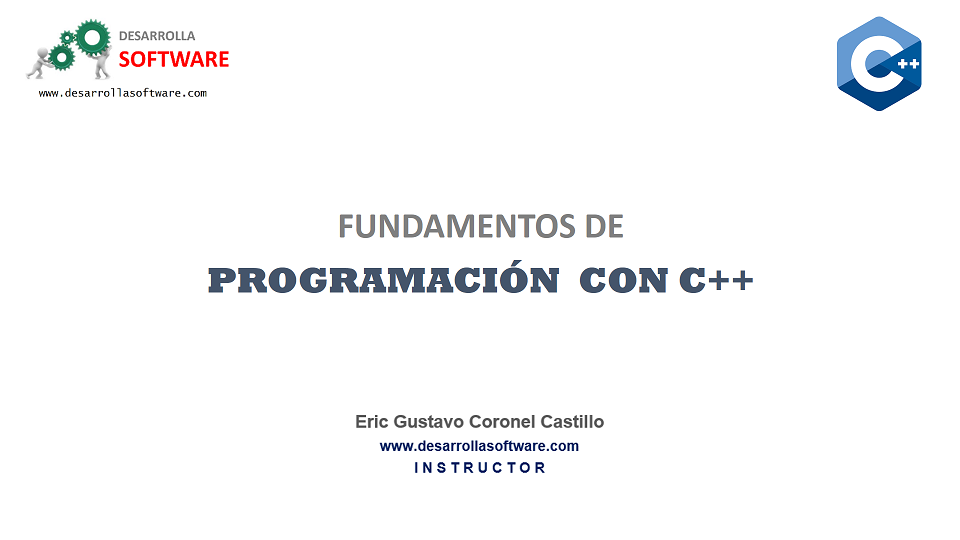 DESARROLLA
SOFTWARE
www.desarrollasoftware.com
C++
FUNDAMENTOS DE
PROGRAMACIÓN CON C++
Eric Gustavo Coronel Castillo
www.desarrollasoftware.com
INSTRUCTOR